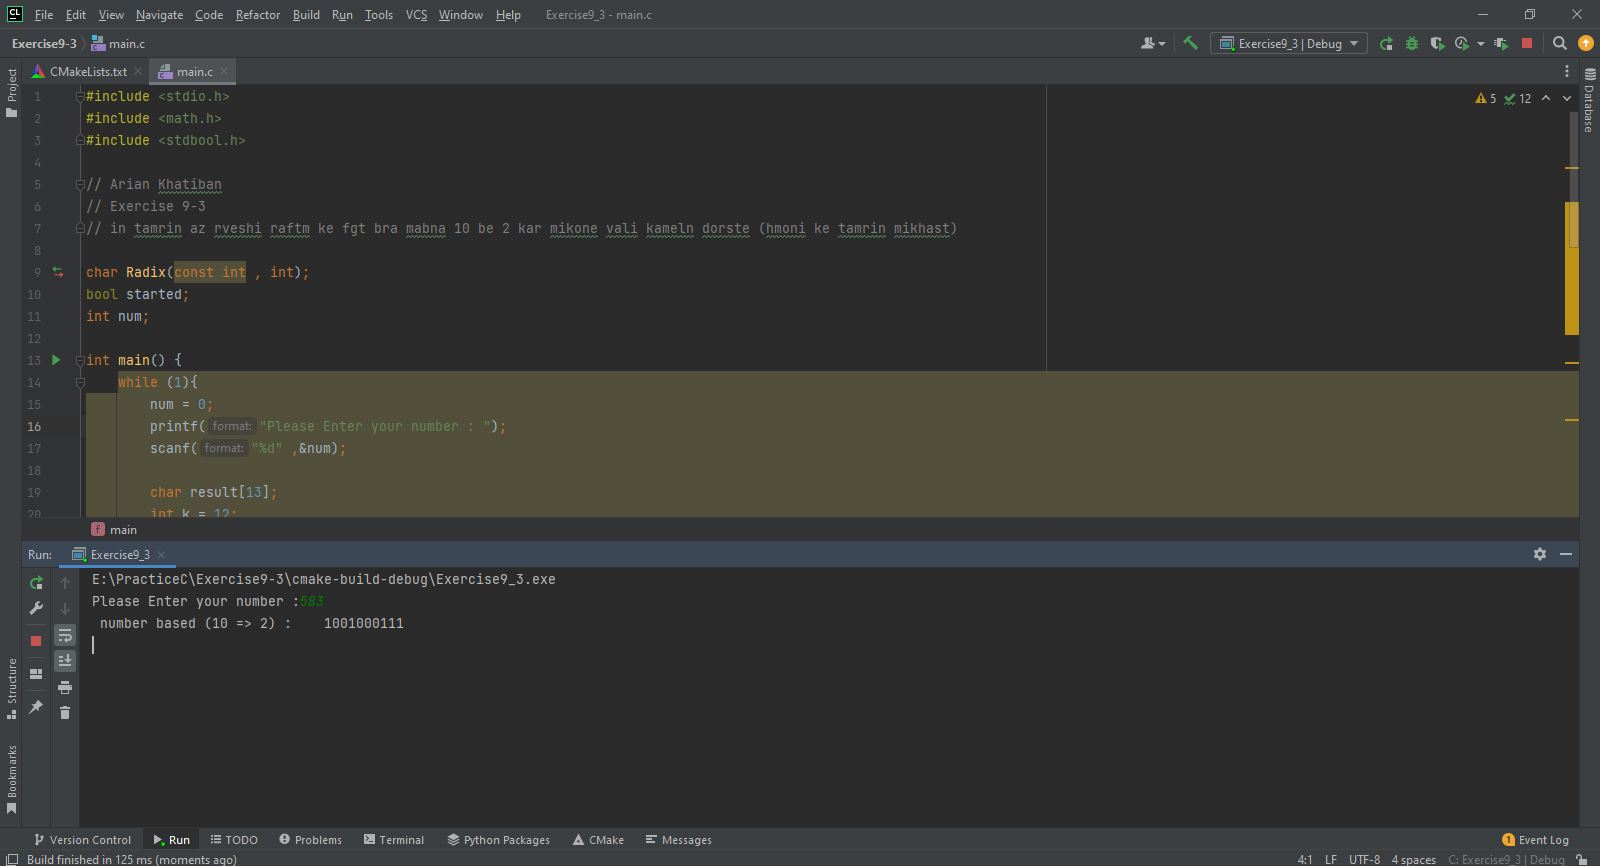 CL File Edit View Navigate Code Refactor Build Run Tools VCS Window Help Exercise9_3 - main.c
Exercise9-3 main.c Exercise9_3 | Debug
Project
CMakeLists.txt main.c
Database
5 12
1 #include <stdio.h>
2 #include <math.h>
3 #include <stdbool.h>
4
5 // Arian Khatiban
6 // Exercise 9-3
7 // in tamrin az rveshi raftm ke fgt bra mabna 10 be 2 kar mikone vali kameln dorste (hmoni ke tamrin mikhast)
8
9 char Radix(const int , int);
10 bool started;
11 int num;
12
13 int main() {
14 while (1){
15 num = 0;
16 printf( format: "Please Enter your number : ");
17 scanf( format: "%d" ,&num);
18
19 char result[13];
20 int k = 12;
f main
Run: Exercise9_3
E:\PracticeC\Exercise9-3\cmake-build-debug\Exercise9_3.exe
Please Enter your number :583
number based (10 => 2) : 1001000111
Structure
Bookmarks
Version Control Run TODO Problems Terminal Python Packages CMake Messages 1 Event Log
Build finished in 125 ms (moments ago) 4:1 LF UTF-8 4 spaces C: Exercise9_3 | Debug